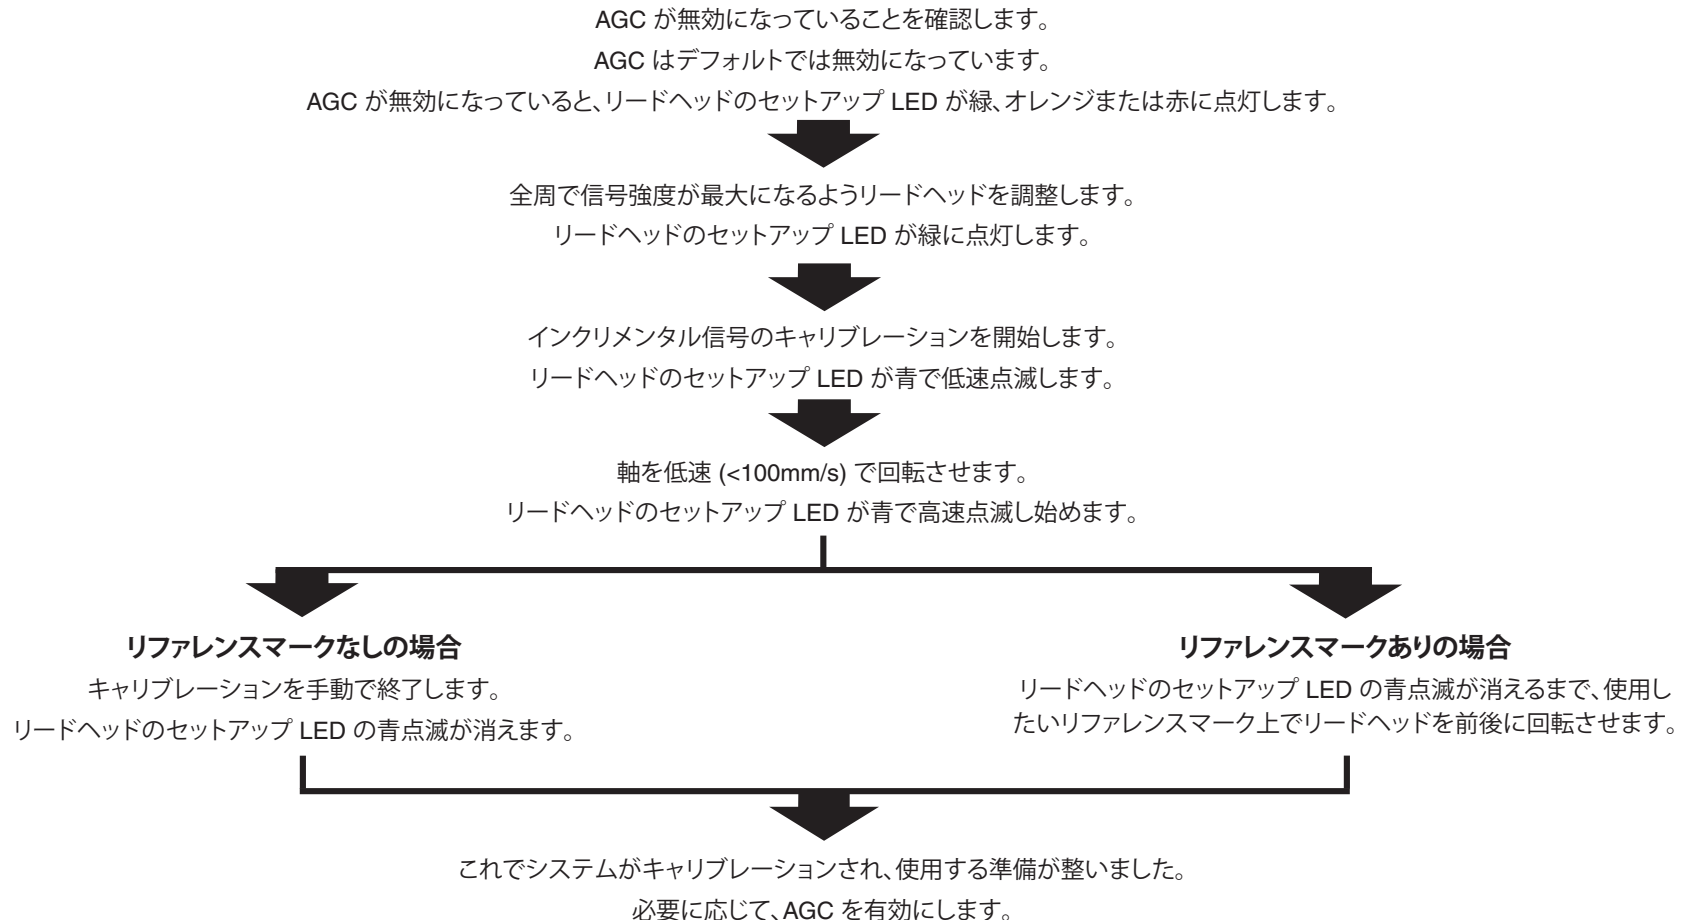 AGC が無効になっていることを確認します。
AGC はデフォルトでは無効になっています。
AGC が無効になっていると、リードヘッドのセットアップ LED が緑、オレンジまたは赤に点灯します。
全周で信号強度が最大になるようリードヘッドを調整します。
リードヘッドのセットアップ LED が緑に点灯します。
インクリメンタル信号のキャリブレーションを開始します。
リードヘッドのセットアップ LED が青で低速点滅します。
軸を低速 (<100mm/s) で回転させます。
リードヘッドのセットアップ LED が青で高速点滅し始めます。
リファレンスマークなしの場合
キャリブレーションを手動で終了します。
リードヘッドのセットアップ LED の青点滅が消えます。
リファレンスマークありの場合
リードヘッドのセットアップ LED の青点滅が消えるまで、使用し
たいリファレンスマーク上でリードヘッドを前後に回転させます。
これでシステムがキャリブレーションされ、使用する準備が整いました。
必要に応じて、AGC を有効にします。